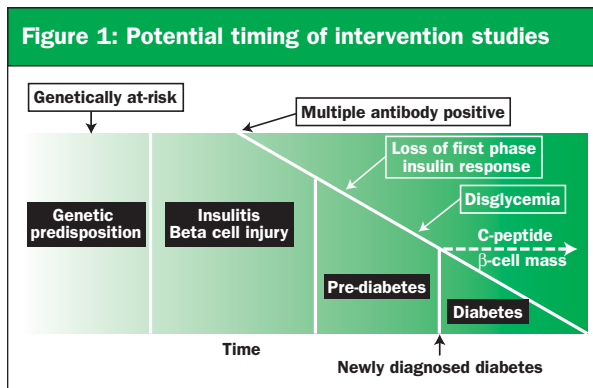 Figure 1: Potential timing of intervention studies
Genetically at-risk
Multiple antibody positive
Loss of first phase
insulin response
Disglycemia
Genetic
predisposition
Insulitis
Beta cell injury
C-peptide
β-cell mass
Pre-diabetes
Diabetes
Time
Newly diagnosed diabetes